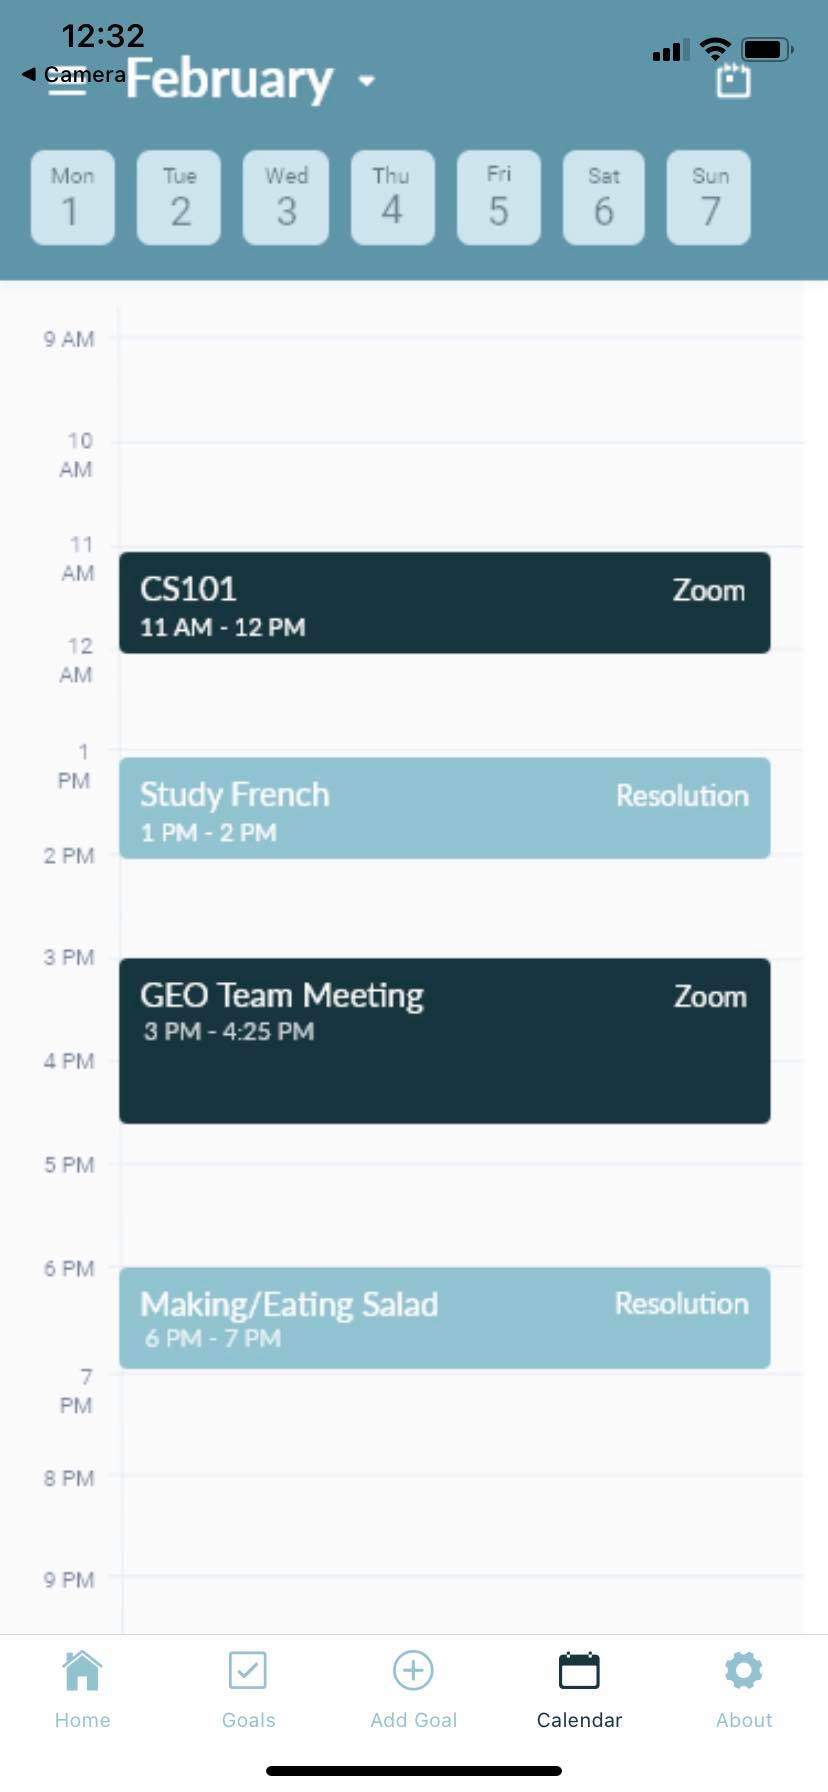 12:32
◀ Camera
February
Mon Tue Wed Thu Fri Sat Sun
1 2 3 4 5 6 7
9 AM
10
AM
11
AM
CS101 Zoom
11 AM - 12 PM
12
AM
1
PM
Study French Resolution
1 PM - 2 PM
2 PM
3 PM
GEO Team Meeting Zoom
3 PM - 4:25 PM
4 PM
5 PM
6 PM
Making/Eating Salad Resolution
6 PM - 7 PM
7
PM
8 PM
9 PM
Home Goals Add Goal Calendar About